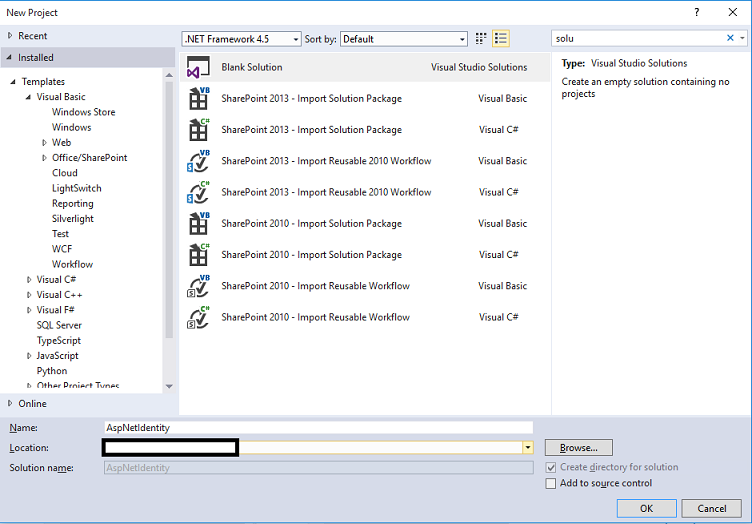 New Project
? ×
Recent
.NET Framework 4.5 Sort by: Default solu
Installed
Templates
Visual Basic
Windows Store
Windows
Web
Office/SharePoint
Cloud
LightSwitch
Reporting
Silverlight
Test
WCF
Workflow
Visual C#
Visual C++
Visual F#
SQL Server
TypeScript
JavaScript
Python
Other Project Types
Online
Blank Solution Visual Studio Solutions
VB SharePoint 2013 - Import Solution Package Visual Basic
C# SharePoint 2013 - Import Solution Package Visual C#
VB SharePoint 2013 - Import Reusable 2010 Workflow Visual Basic
C# SharePoint 2013 - Import Reusable 2010 Workflow Visual C#
VB SharePoint 2010 - Import Solution Package Visual Basic
C# SharePoint 2010 - Import Solution Package Visual C#
VB SharePoint 2010 - Import Reusable Workflow Visual Basic
C# SharePoint 2010 - Import Reusable Workflow Visual C#
Type: Visual Studio Solutions
Create an empty solution containing no
projects
Name: AspNetIdentity
Location: Browse...
Solution name: AspNetIdentity
Create directory for solution
Add to source control
OK Cancel